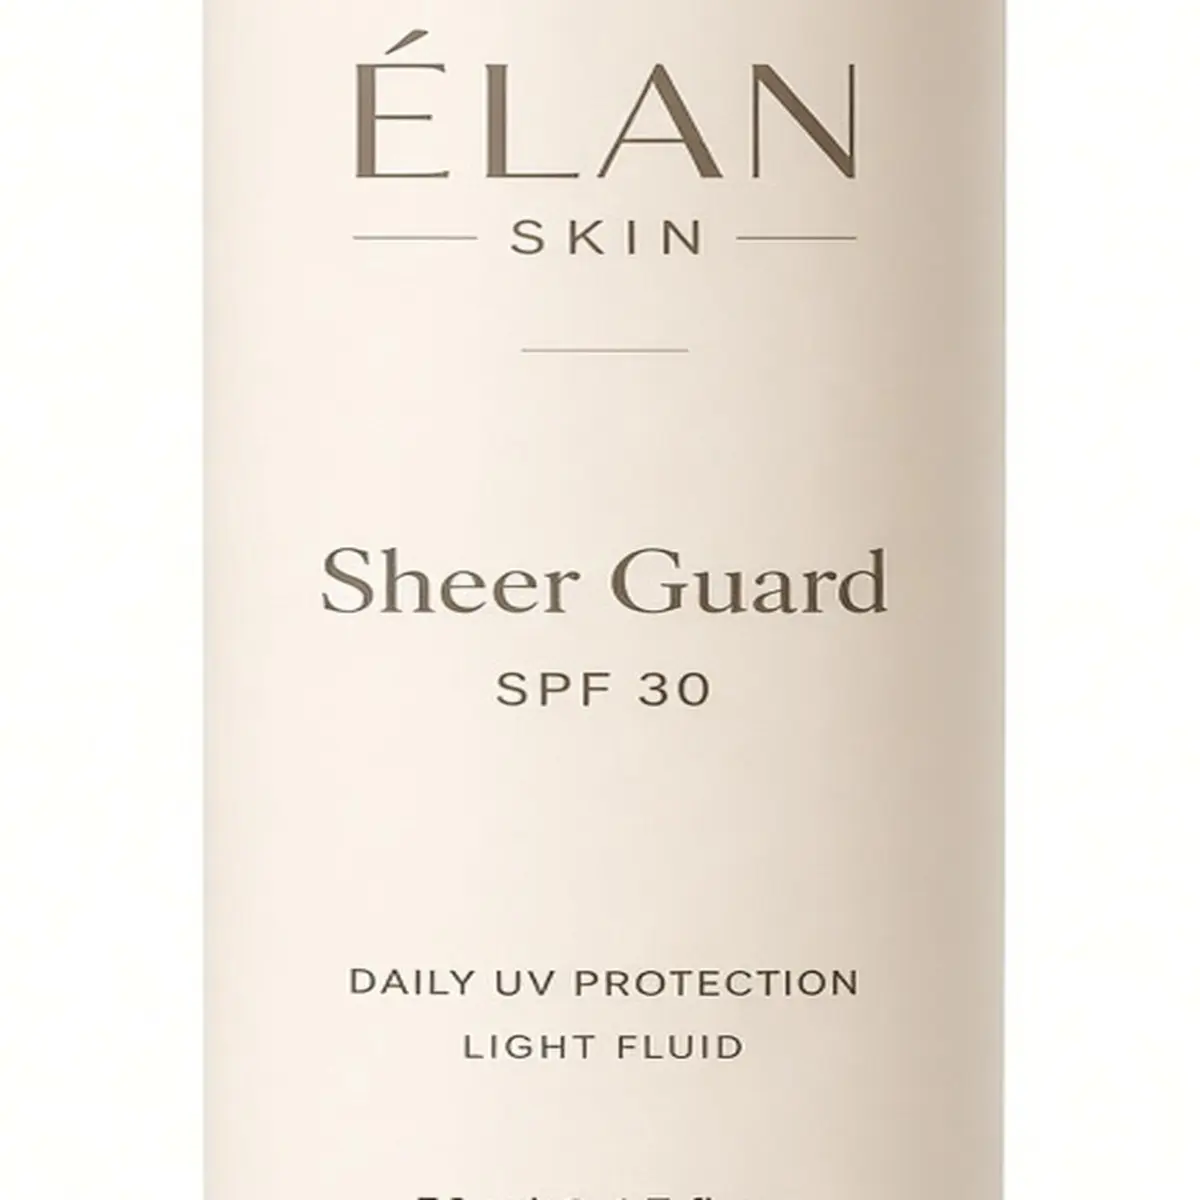 ÉLAN
SKIN
Sheer Guard
SPF 30
DAILY UV PROTECTION
LIGHT FLUID